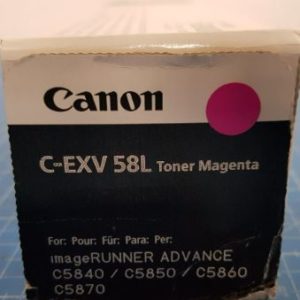 Canon
C-EXV 58L Toner Magenta
For: Pour: Für: Para: Per:
imageRUNNER ADVANCE
C5840 / C5850 / C5860
C5870